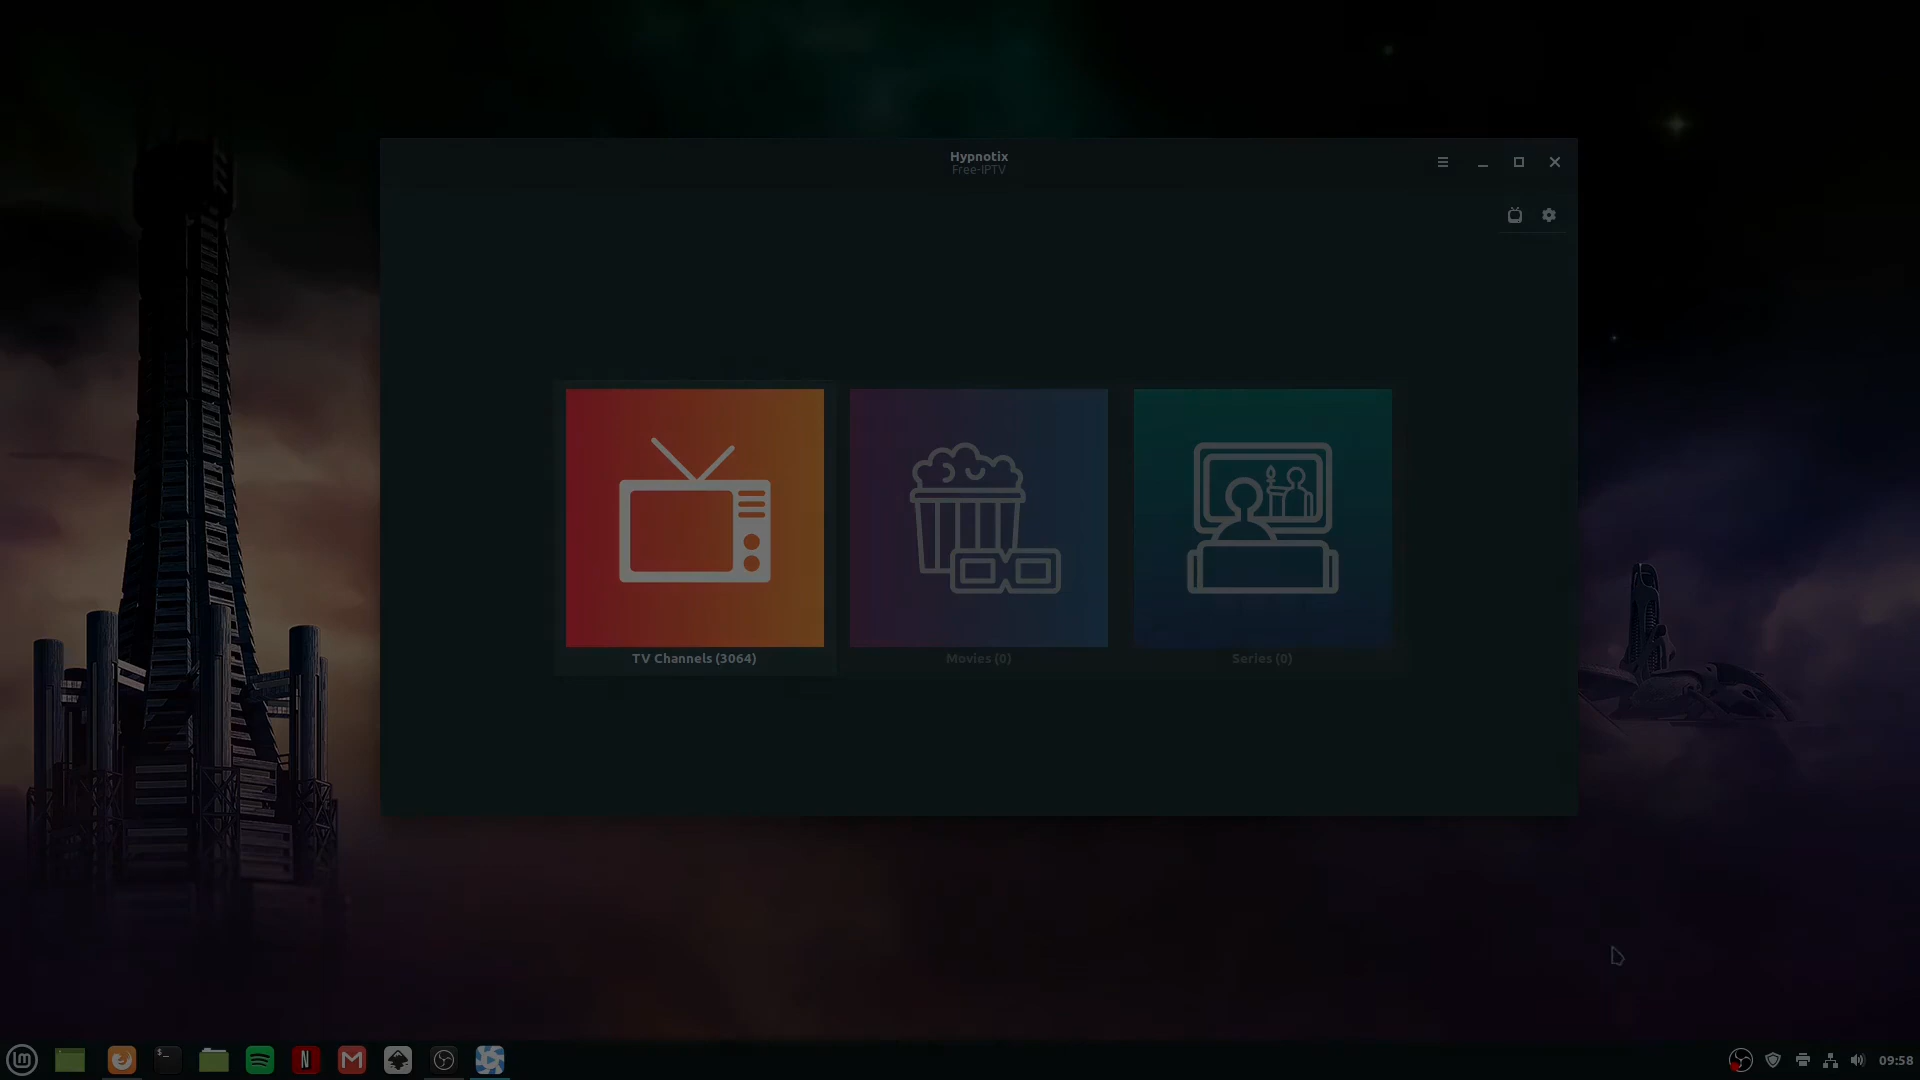 Hypnotix
Free-IPTV
TV Channels (3064)
Movies (0)
Series (0)
09:58